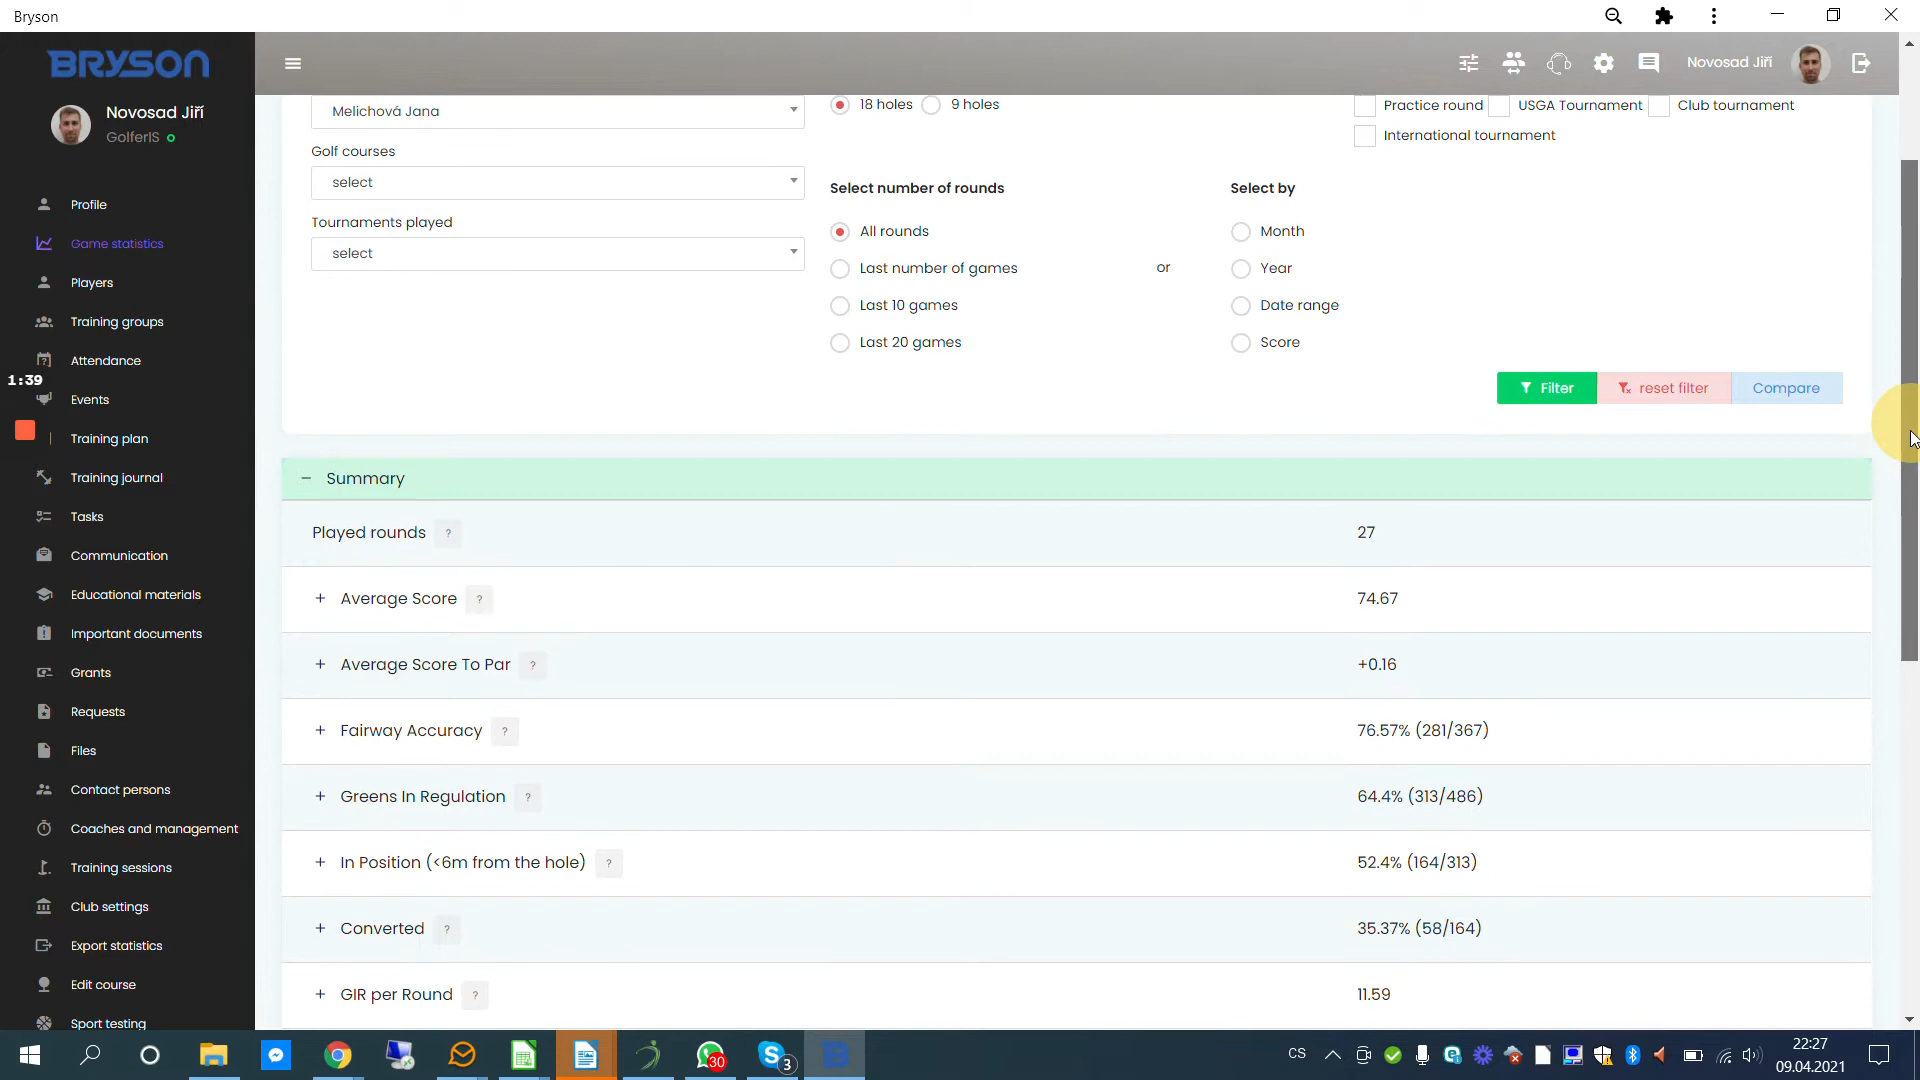 Bryson
BRYSON
Novosad Jiří
GolferIS
Profile
Game statistics
Players
Training groups
Attendance
1:39
Events
Training plan
Training journal
Tasks
Communication
Educational materials
Important documents
Grants
Requests
Files
Contact persons
Coaches and management
Training sessions
Club settings
Export statistics
Edit course
Sport testing
Novosad Jiří
Melichová Jana
18 holes 9 holes
Practice round USGA Tournament Club tournament
International tournament
Golf courses
select
Tournaments played
select
Select number of rounds
All rounds
Last number of games
Last 10 games
Last 20 games
or
Select by
Month
Year
Date range
Score
Filter reset filter Compare
− Summary
Played rounds ? 27
+ Average Score ? 74.67
+ Average Score To Par ? +0.16
+ Fairway Accuracy ? 76.57% (281/367)
+ Greens In Regulation ? 64.4% (313/486)
+ In Position (<6m from the hole) ? 52.4% (164/313)
+ Converted ? 35.37% (58/164)
+ GIR per Round ? 11.59
30
3
CS
22:27
09.04.2021